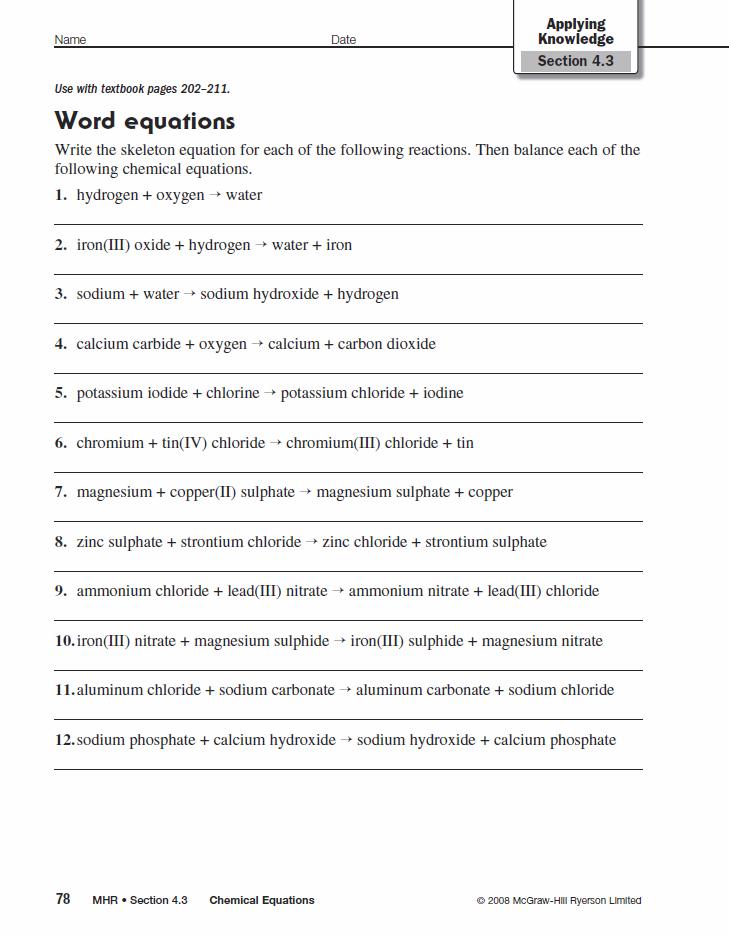 Name Date
Applying
Knowledge
Section 4.3
Use with textbook pages 202–211.
Word equations
Write the skeleton equation for each of the following reactions. Then balance each of the
following chemical equations.
1. hydrogen + oxygen → water
2. iron(III) oxide + hydrogen → water + iron
3. sodium + water → sodium hydroxide + hydrogen
4. calcium carbide + oxygen → calcium + carbon dioxide
5. potassium iodide + chlorine → potassium chloride + iodine
6. chromium + tin(IV) chloride → chromium(III) chloride + tin
7. magnesium + copper(II) sulphate → magnesium sulphate + copper
8. zinc sulphate + strontium chloride → zinc chloride + strontium sulphate
9. ammonium chloride + lead(III) nitrate → ammonium nitrate + lead(III) chloride
10. iron(III) nitrate + magnesium sulphide → iron(III) sulphide + magnesium nitrate
11. aluminum chloride + sodium carbonate → aluminum carbonate + sodium chloride
12. sodium phosphate + calcium hydroxide → sodium hydroxide + calcium phosphate
78 MHR • Section 4.3 Chemical Equations © 2008 McGraw-Hill Ryerson Limited